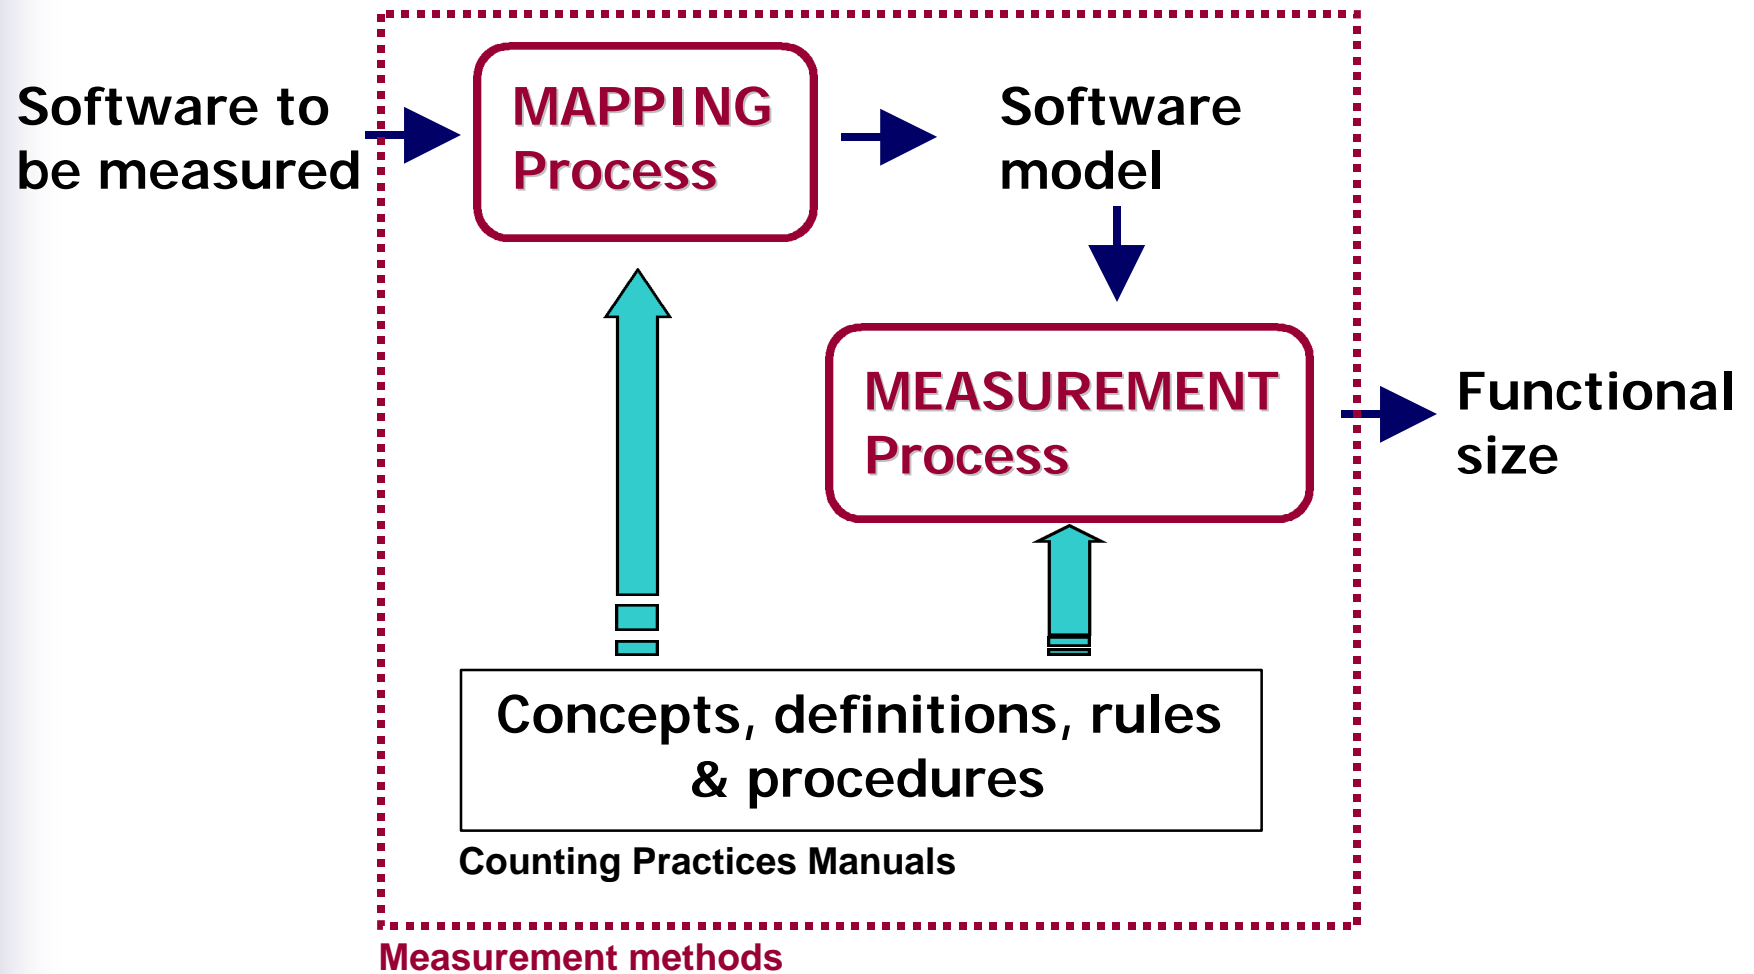 Software to
be measured
MAPPING
Process
Software
model
MEASUREMENT
Process
Functional
size
Concepts, definitions, rules
& procedures
Counting Practices Manuals
Measurement methods